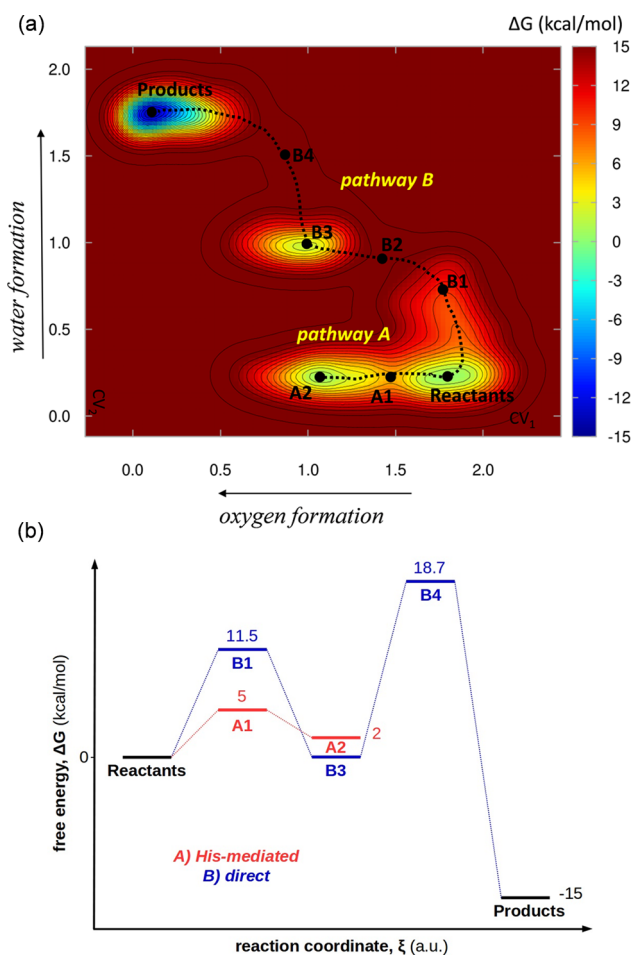 (a)
ΔG (kcal/mol)
2.0
1.5
1.0
0.5
0.0
water formation
Products
B4
pathway B
B3
B2
B1
pathway A
A2
A1
Reactants
CV2
CV1
15
12
9
6
3
0
-3
-6
-9
-12
-15
0.0 0.5 1.0 1.5 2.0
oxygen formation
(b)
free energy, ΔG (kcal/mol)
18.7
B4
11.5
B1
5
A1
2
A2
0
Reactants
B3
A) His-mediated
B) direct
-15
Products
reaction coordinate, ξ (a.u.)